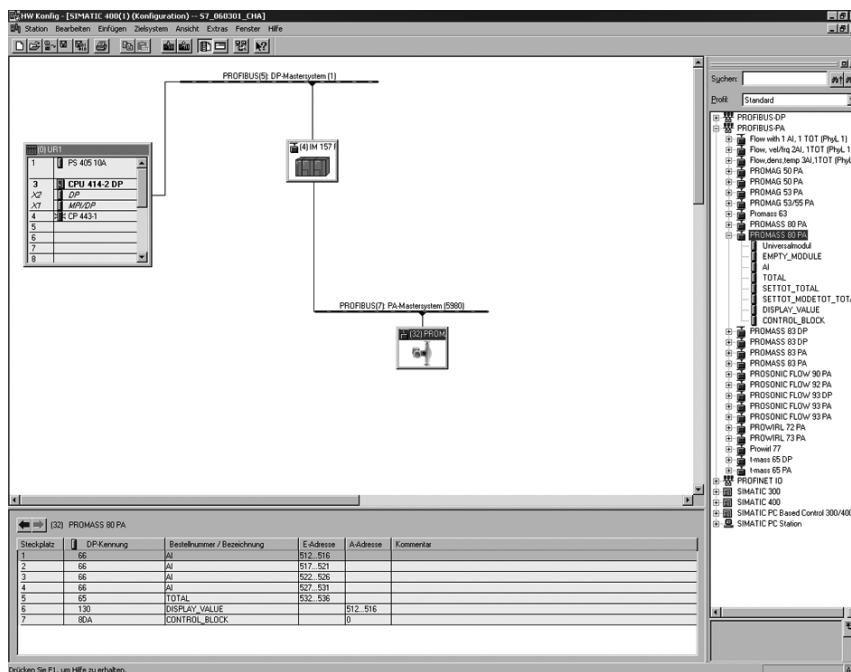 HW Konfig - [SIMATIC 400(1) (Konfiguration) -- S7_060301_CHA]
Station Bearbeiten Einfügen Zielsystem Ansicht Extras Fenster Hilfe
PROFIBUS(5): DP-Mastersystem (1)
(4) IM 157
(0) UR1
1 PS 405 10A
3 CPU 414-2 DP
X2 DP
X1 MPI/DP
4 CP 443-1
5
6
7
8
PROFIBUS(7): PA-Mastersystem (5980)
(32) PROM
Suchen:
Profil: Standard
PROFIBUS-DP
PROFIBUS-PA
Flow with 1 AI, 1 TOT (PhyL 1)
Flow, vel/frq 2AI, 1TOT (PhyL 1
Flow,dens,temp 3AI,1TOT (PhyL
PROMAG 50 PA
PROMAG 50 PA
PROMAG 53 PA
PROMAG 53/55 PA
Promass 63
PROMASS 80 PA
PROMASS 80 PA
Universalmodul
EMPTY_MODULE
AI
TOTAL
SETTOT_TOTAL
SETTOT_MODETOT_TOTA
DISPLAY_VALUE
CONTROL_BLOCK
PROMASS 83 DP
PROMASS 83 DP
PROMASS 83 PA
PROMASS 83 PA
PROSONIC FLOW 90 PA
PROSONIC FLOW 92 PA
PROSONIC FLOW 93 DP
PROSONIC FLOW 93 PA
PROSONIC FLOW 93 PA
PROWIRL 72 PA
PROWIRL 73 PA
Prowirl 77
t-mass 65 DP
t-mass 65 PA
PROFINET IO
SIMATIC 300
SIMATIC 400
SIMATIC PC Based Control 300/400
SIMATIC PC Station
(32) PROMASS 80 PA
Steckplatz DP-Kennung Bestellnummer / Bezeichnung E-Adresse A-Adresse Kommentar
1 66 AI 512...516
2 66 AI 517...521
3 66 AI 522...526
4 66 AI 527...531
5 65 TOTAL 532...536
6 130 DISPLAY_VALUE 512...516
7 8DA CONTROL_BLOCK 0
Drücken Sie F1, um Hilfe zu erhalten.